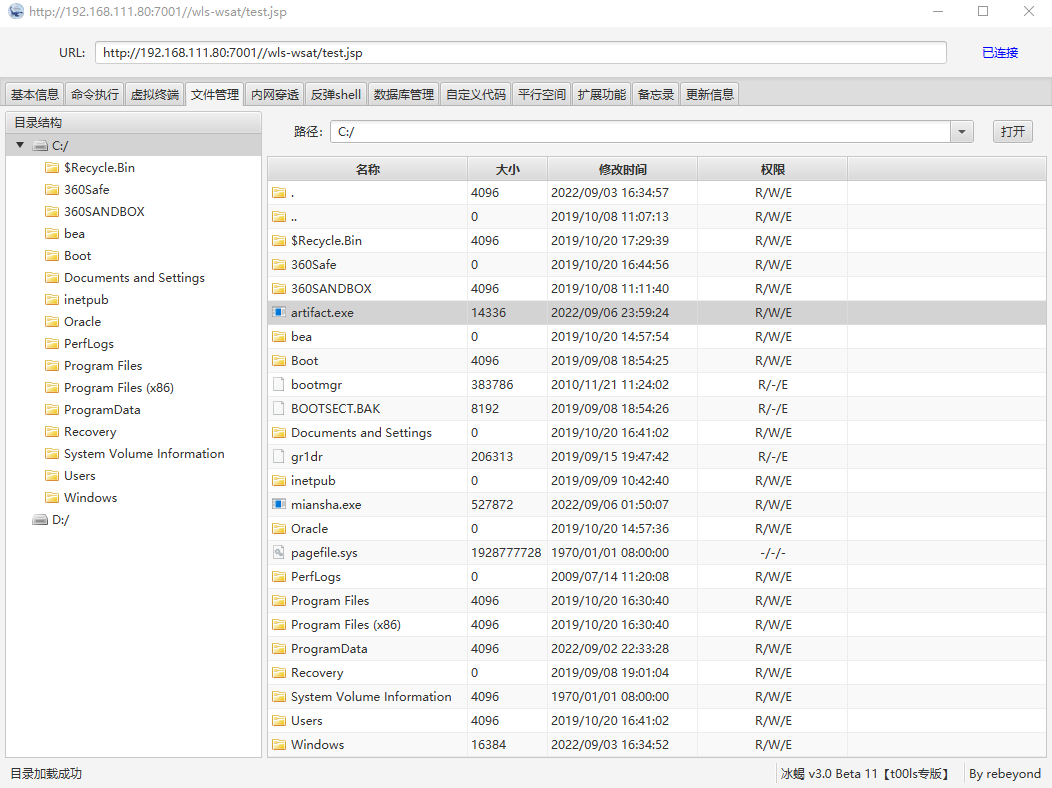 http://192.168.111.80:7001//wls-wsat/test.jsp
URL: http://192.168.111.80:7001//wls-wsat/test.jsp 已连接
基本信息 命令执行 虚拟终端 文件管理 内网穿透 反弹shell 数据库管理 自定义代码 平行空间 扩展功能 备忘录 更新信息
目录结构
C:/
$Recycle.Bin
360Safe
360SANDBOX
bea
Boot
Documents and Settings
inetpub
Oracle
PerfLogs
Program Files
Program Files (x86)
ProgramData
Recovery
System Volume Information
Users
Windows
D:/
路径: C:/ 打开
名称 大小 修改时间 权限
. 4096 2022/09/03 16:34:57 R/W/E
.. 0 2019/10/08 11:07:13 R/W/E
$Recycle.Bin 4096 2019/10/20 17:29:39 R/W/E
360Safe 0 2019/10/20 16:44:56 R/W/E
360SANDBOX 4096 2019/10/08 11:11:40 R/W/E
artifact.exe 14336 2022/09/06 23:59:24 R/W/E
bea 0 2019/10/20 14:57:54 R/W/E
Boot 4096 2019/09/08 18:54:25 R/W/E
bootmgr 383786 2010/11/21 11:24:02 R/-/E
BOOTSECT.BAK 8192 2019/09/08 18:54:26 R/-/E
Documents and Settings 0 2019/10/20 16:41:02 R/W/E
gr1dr 206313 2019/09/15 19:47:42 R/-/E
inetpub 0 2019/09/09 10:42:40 R/W/E
miansha.exe 527872 2022/09/06 01:50:07 R/W/E
Oracle 0 2019/10/20 14:57:36 R/W/E
pagefile.sys 1928777728 1970/01/01 08:00:00 -/-/-
PerfLogs 0 2009/07/14 11:20:08 R/W/E
Program Files 4096 2019/10/20 16:30:40 R/W/E
Program Files (x86) 4096 2019/10/20 16:30:40 R/W/E
ProgramData 4096 2022/09/02 22:33:28 R/W/E
Recovery 0 2019/09/08 19:01:04 R/W/E
System Volume Information 4096 1970/01/01 08:00:00 R/W/E
Users 4096 2019/10/20 16:41:02 R/W/E
Windows 16384 2022/09/03 16:34:52 R/W/E
目录加载成功 冰蝎 v3.0 Beta 11【t00ls专版】 By rebeyond